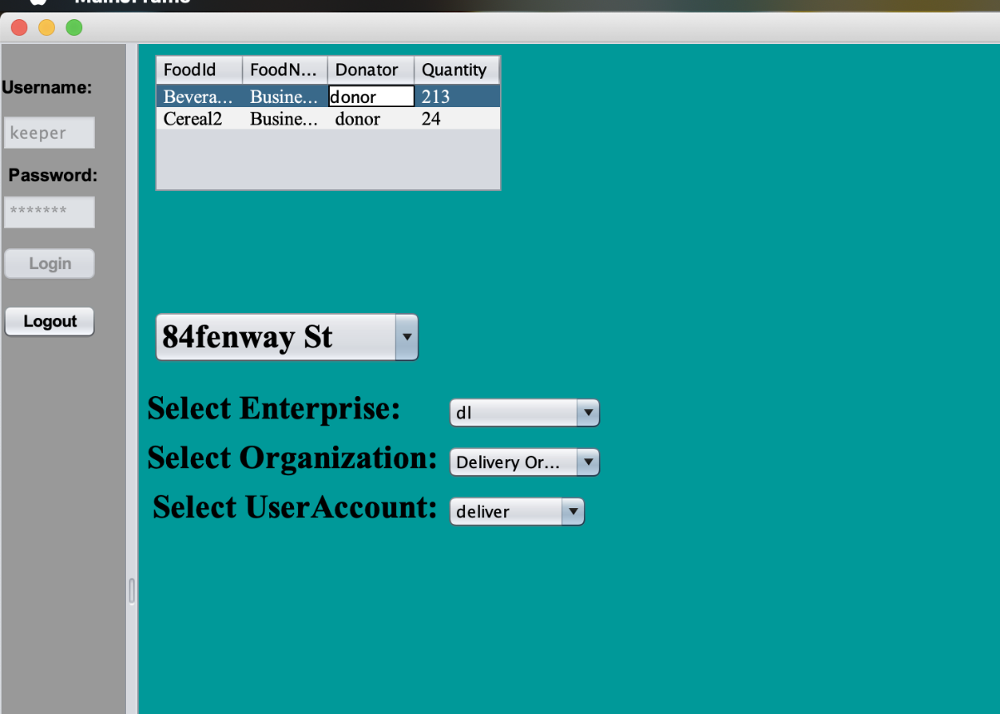 MainJFrame
Username:
keeper
Password:
*******
Login
Logout
FoodId FoodN... Donator Quantity
Bevera... Busine... donor 213
Cereal2 Busine... donor 24
84fenway St
Select Enterprise: dl
Select Organization: Delivery Or...
Select UserAccount: deliver